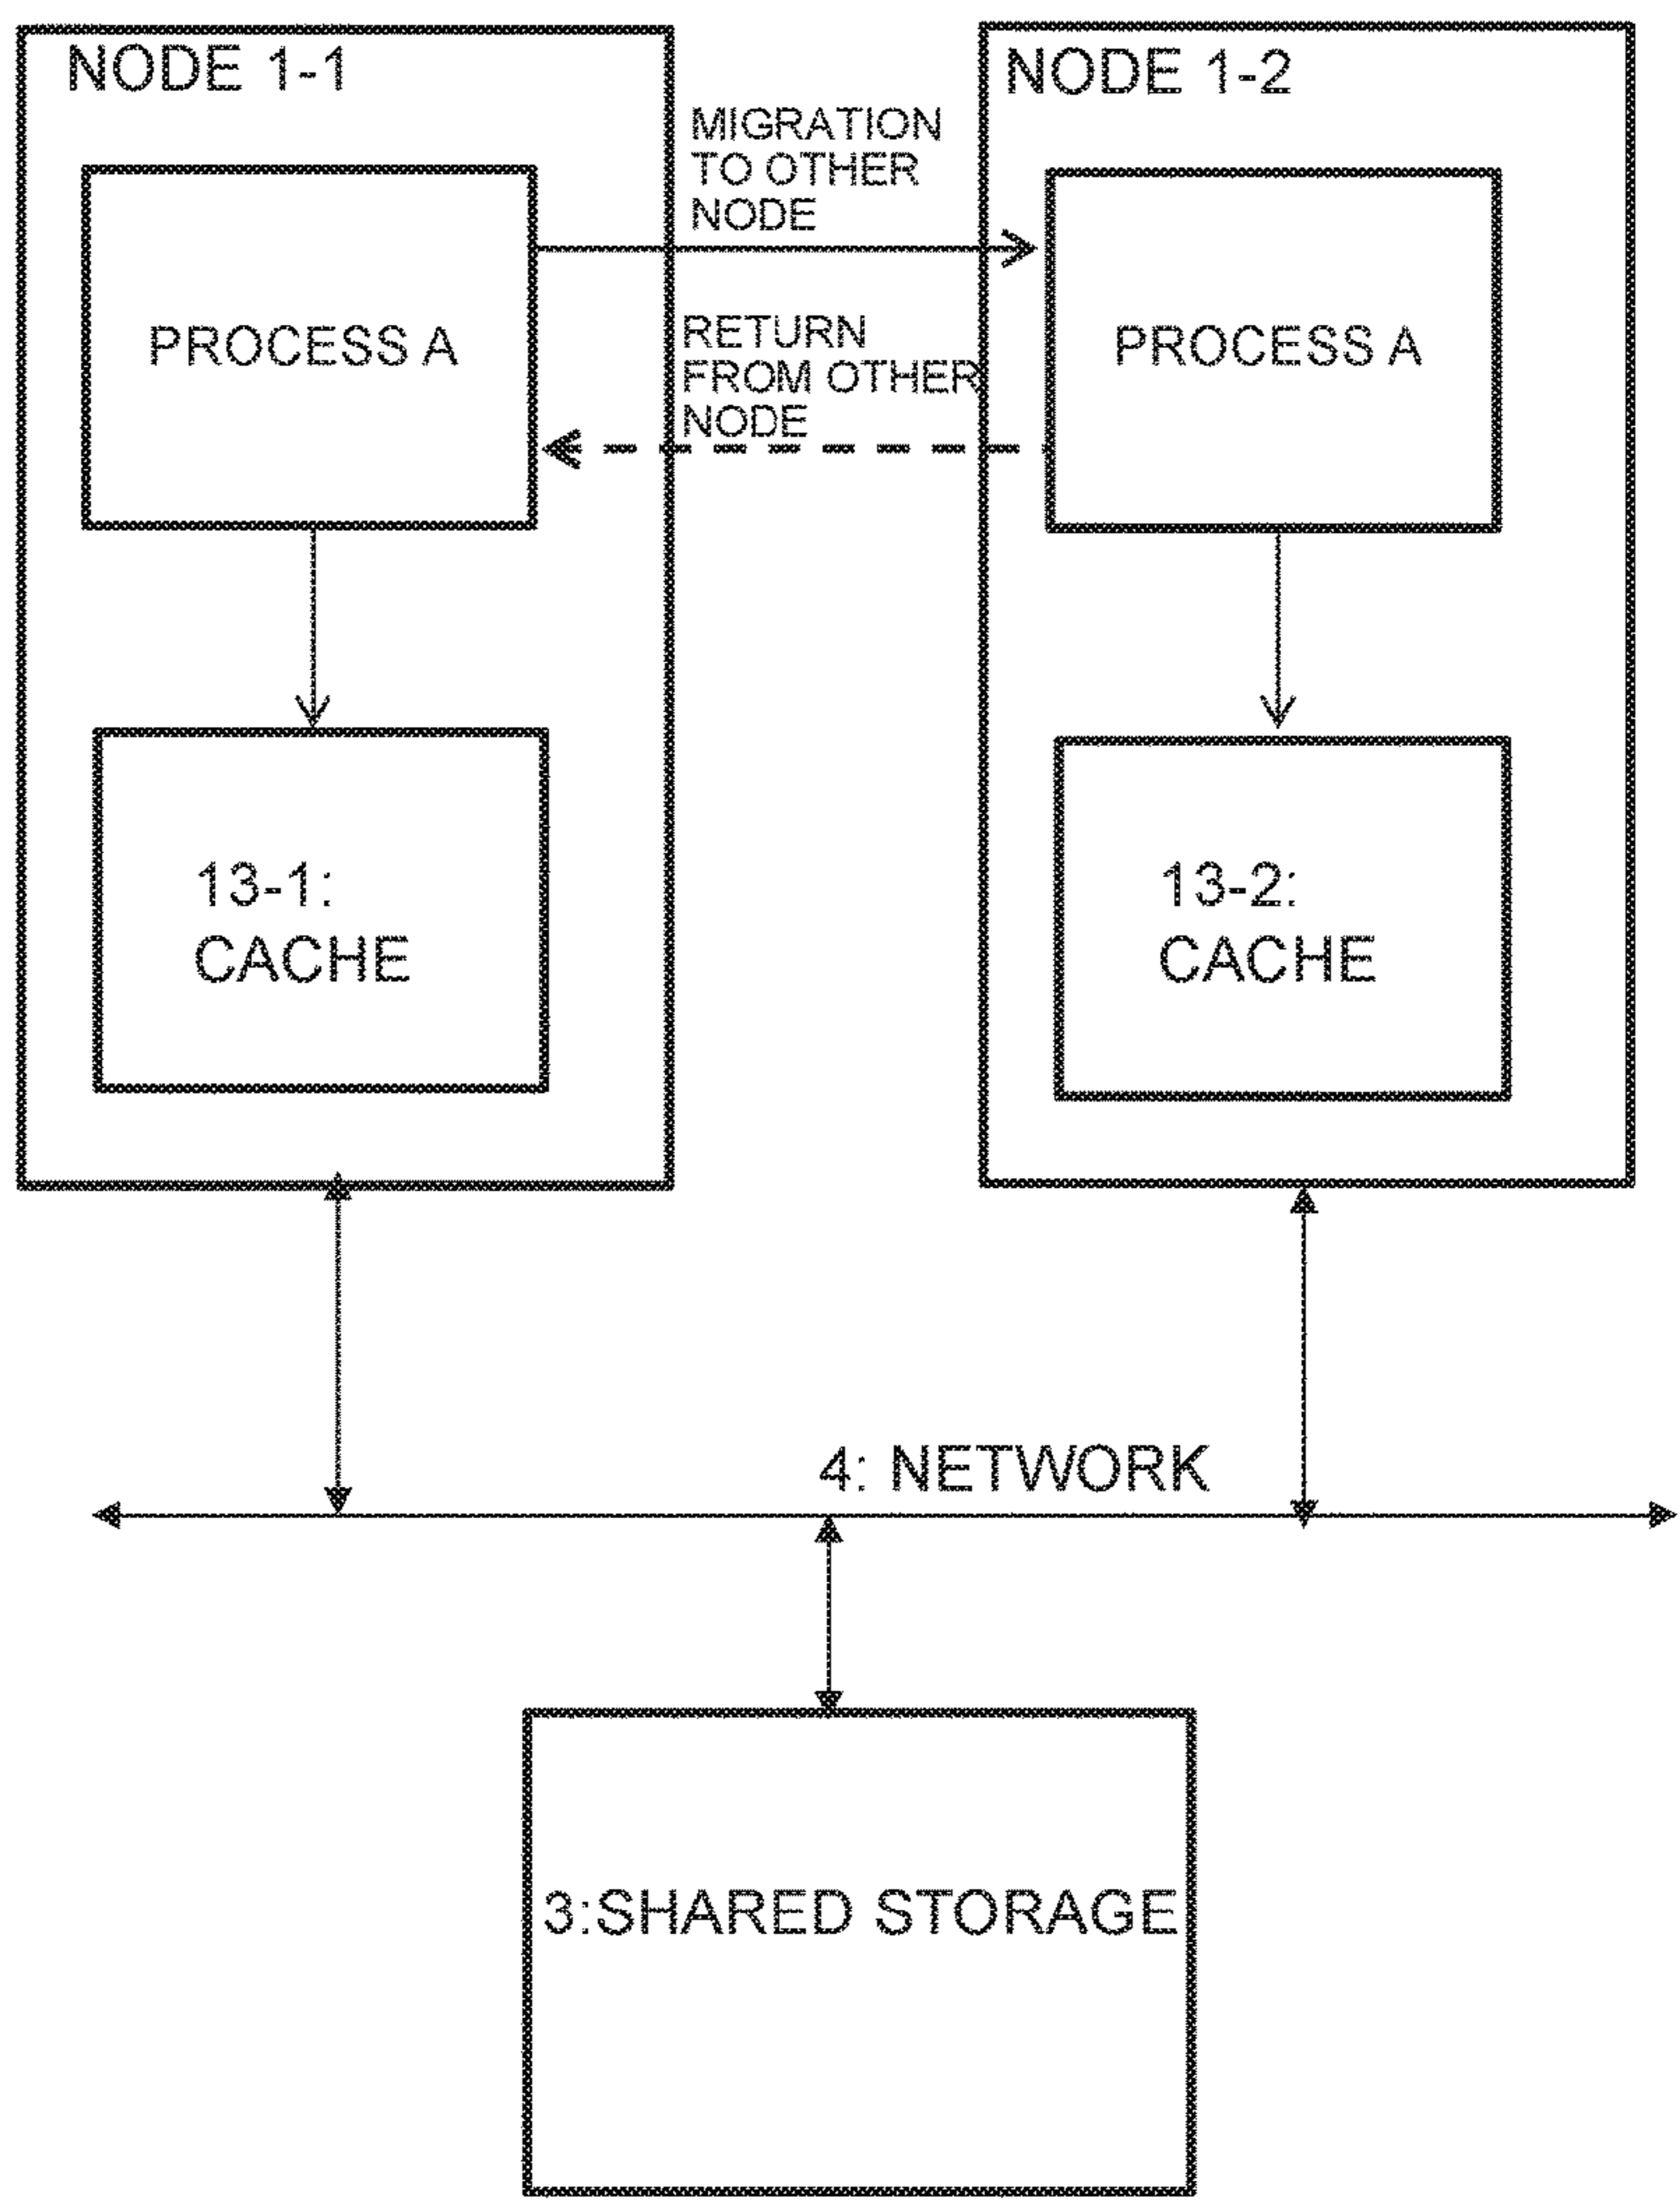 NODE 1-1
NODE 1-2
MIGRATION
TO OTHER
NODE
PROCESS A
RETURN
FROM OTHER
NODE
PROCESS A
13-1:
CACHE
13-2:
CACHE
4: NETWORK
3:SHARED STORAGE